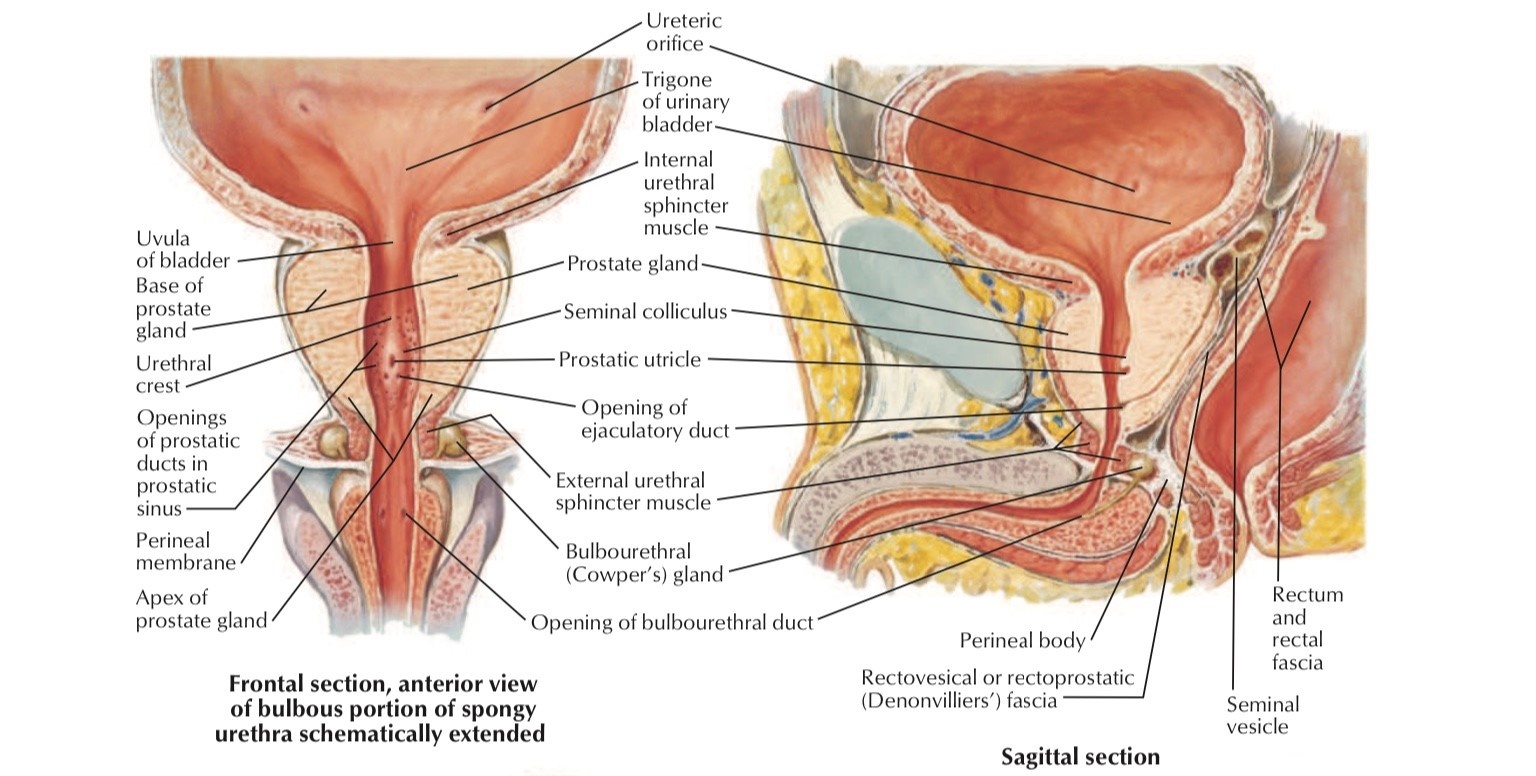 Ureteric
orifice
Trigone
of urinary
bladder
Internal
urethral
sphincter
muscle
Uvula
of bladder
Base of
prostate
gland
Urethral
crest
Openings
of prostatic
ducts in
prostatic
sinus
Perineal
membrane
Apex of
prostate gland
Prostate gland
Seminal colliculus
Prostatic utricle
Opening of
ejaculatory duct
External urethral
sphincter muscle
Bulbourethral
(Cowper's) gland
Opening of bulbourethral duct
Perineal body
Rectovesical or rectoprostatic
(Denonvilliers') fascia
Rectum
and
rectal
fascia
Seminal
vesicle
Frontal section, anterior view
of bulbous portion of spongy
urethra schematically extended
Sagittal section